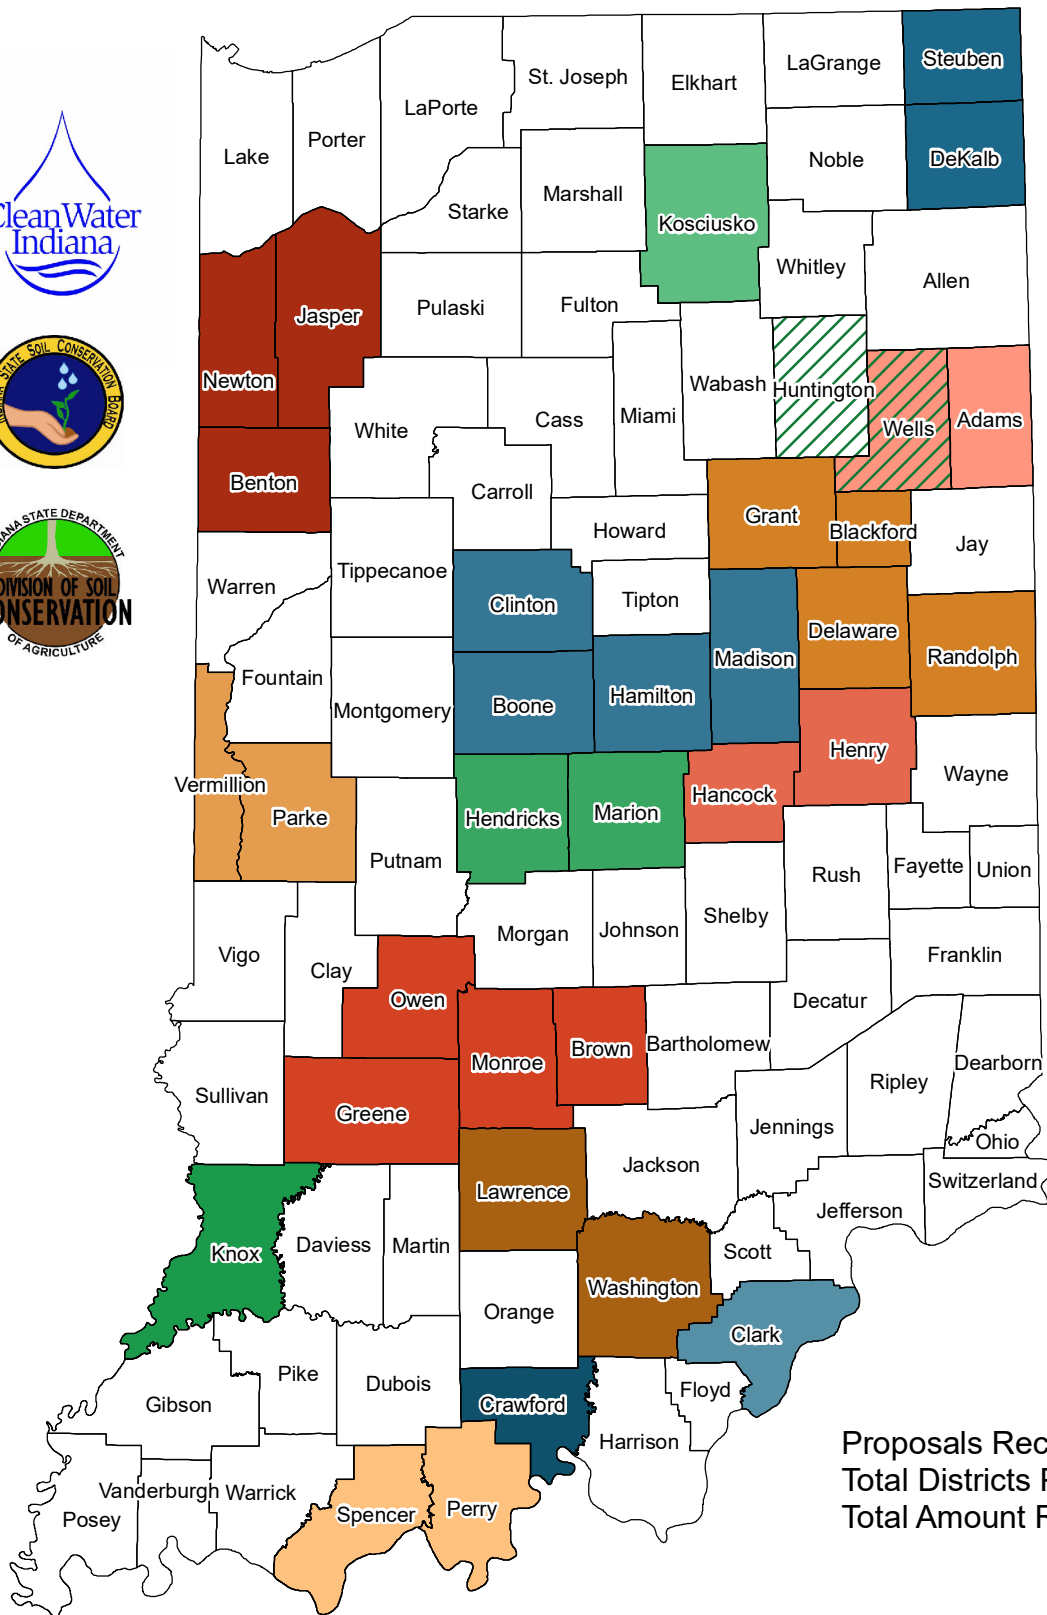 Steuben
LaGrange
St. Joseph
Elkhart
LaPorte
Porter
Lake
Noble
DeKalb
Marshall
Starke
Kosciusko
Whitley
Allen
CleanWater
Indiana
Pulaski
Fulton
Jasper
Newton
Wabash
Huntington
Wells
Adams
Miami
Cass
White
STATE SOIL CONSERVATION BOARD
Benton
Carroll
Grant
Blackford
Howard
Jay
INDIANA STATE DEPARTMENT
DIVISION OF SOIL
CONSERVATION
OF AGRICULTURE
Warren
Tippecanoe
Clinton
Tipton
Delaware
Randolph
Madison
Fountain
Hamilton
Boone
Montgomery
Henry
Wayne
Vermillion
Hancock
Parke
Hendricks
Marion
Putnam
Rush
Fayette
Union
Shelby
Morgan
Johnson
Vigo
Clay
Franklin
Owen
Decatur
Brown
Bartholomew
Monroe
Dearborn
Ripley
Sullivan
Greene
Jennings
Ohio
Jackson
Switzerland
Lawrence
Jefferson
Knox
Daviess
Martin
Scott
Washington
Orange
Clark
Pike
Dubois
Floyd
Gibson
Crawford
Harrison
Proposals Rec
Total Districts
Total Amount
Vanderburgh
Warrick
Posey
Spencer
Perry